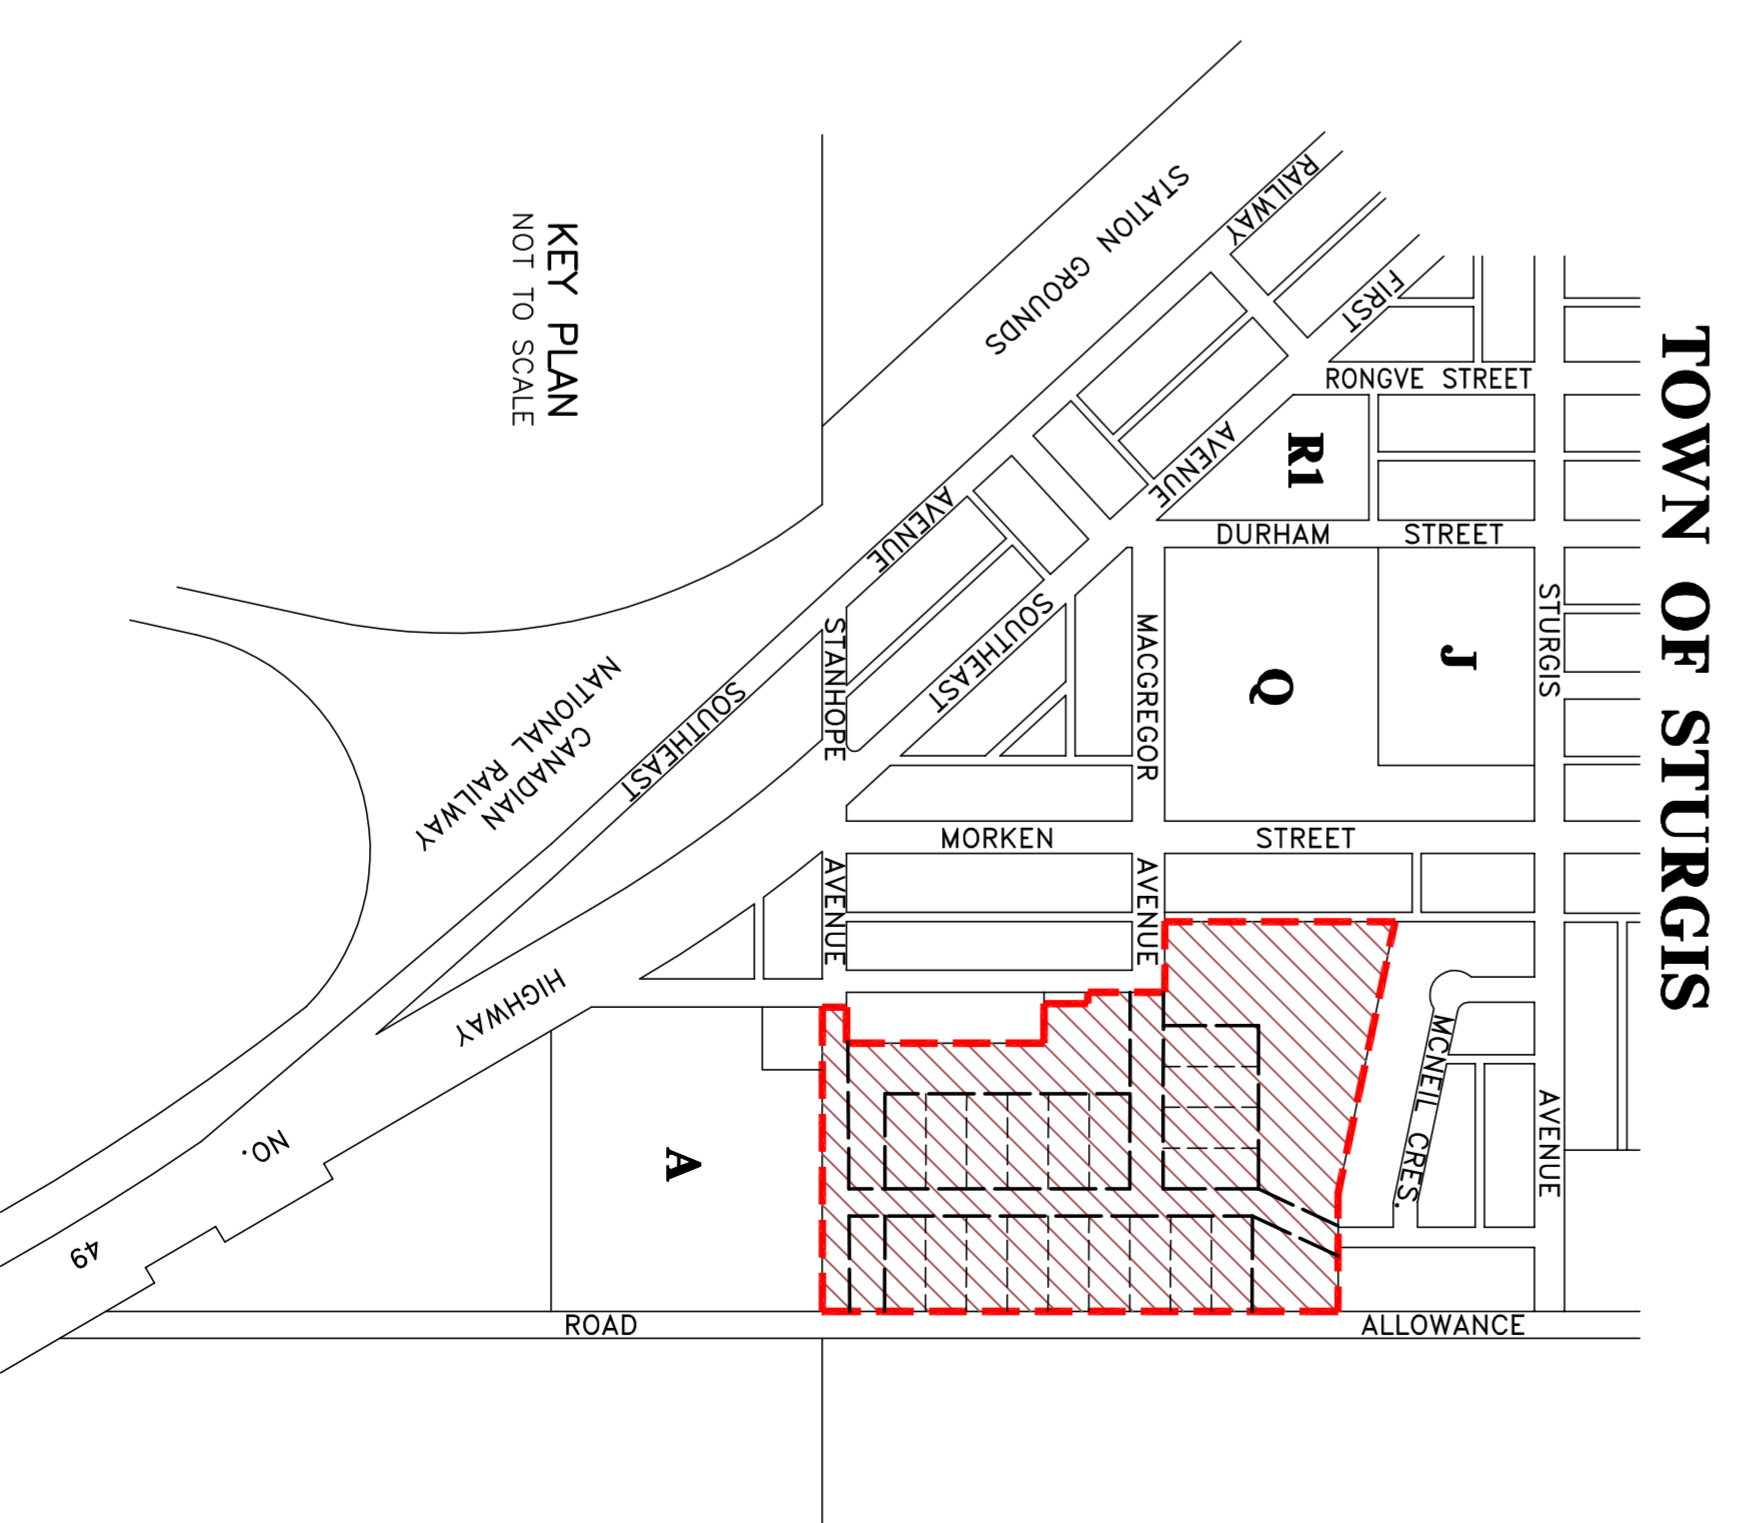 TOWN OF STURGIS
KEY PLAN
NOT TO SCALE
STATION GROUNDS
RAILWAY
AVENUE
SOUTHEAST
FIRST
AVENUE
SOUTHEAST
RONGVE STREET
R1
DURHAM STREET
J
Q
STURGIS
AVENUE
MACGREGOR
AVENUE
STANHOPE
AVENUE
MORKEN STREET
CANADIAN
NATIONAL RAILWAY
HIGHWAY
NO.
49
MCNEIL CRES.
A
ROAD ALLOWANCE